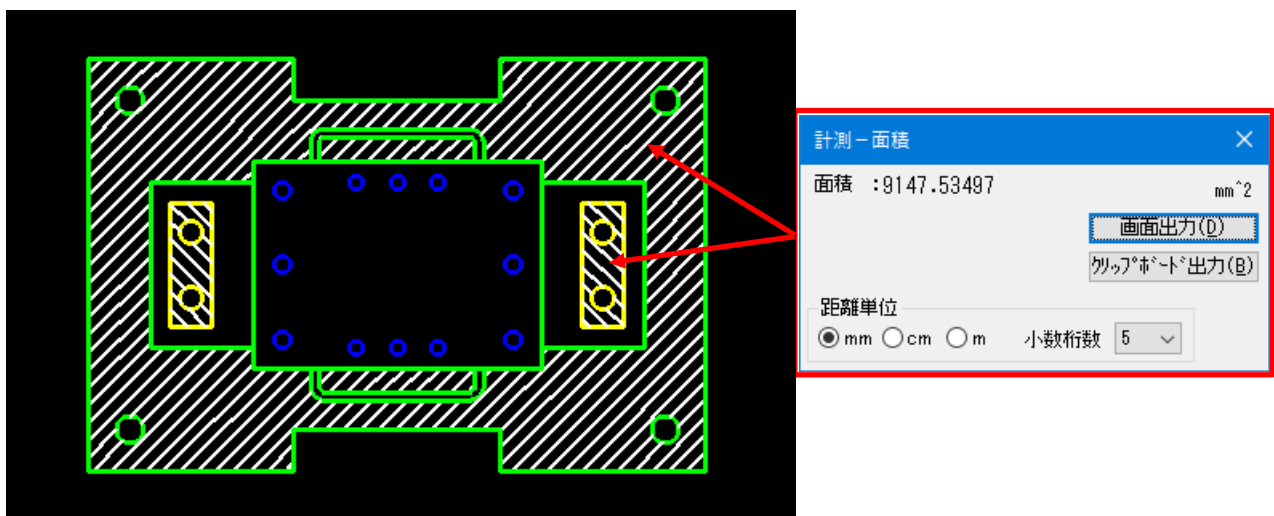 計測－面積
面積 :9147.53497 mm^2
画面出力(D)
ｸﾘｯﾌﾟﾎﾞｰﾄﾞ出力(B)
距離単位
mm cm m 小数桁数 5